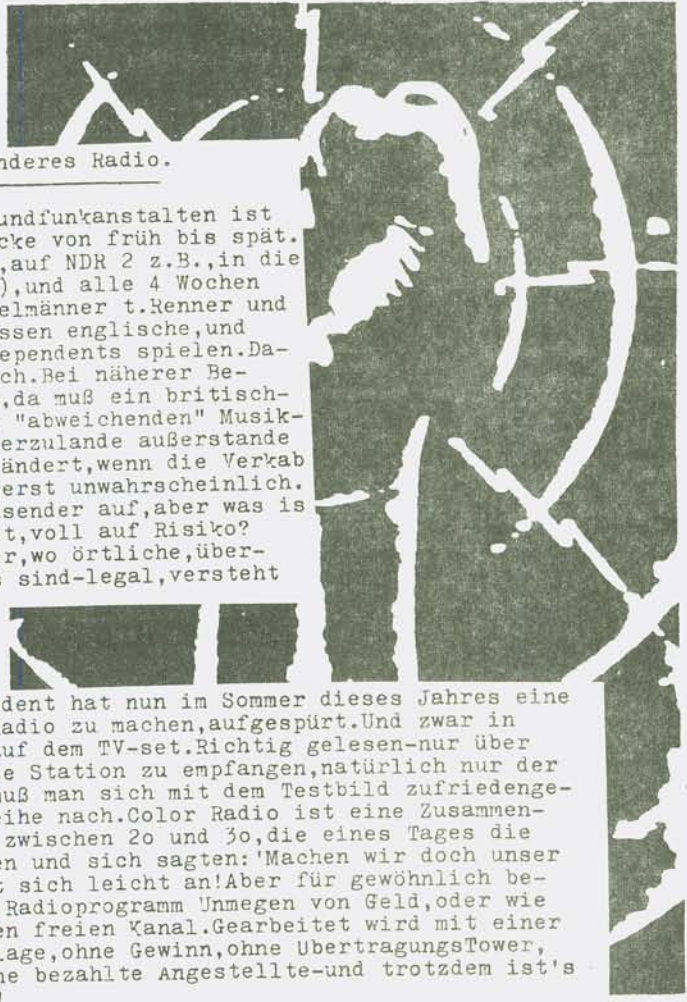 nderes Radio.
undfunkanstalten ist
cke von früh bis spät.
,auf NDR 2 z.B.,in die
),und alle 4 Wochen
elmänner t.Renner und
ssen englische,und
ependents spielen.Da-
ch.Bei näherer Be-
,da muß ein britisch-
"abweichenden" Musik-
erzulande außerstande
ändert,wenn die Verkab
erst unwahrscheinlich.
sender auf,aber was is
t,voll auf Risiko?
r,wo örtliche,über-
s sind-legal,versteht
dent hat nun im Sommer dieses Jahres eine
Radio zu machen,aufgespürt.Und zwar in
uf dem TV-set.Richtig gelesen-nur über
e Station zu empfangen,natürlich nur der
muß man sich mit dem Testbild zufriedenge-
eihe nach.Color Radio ist eine Zusammen-
zwischen 2o und 3o,die eines Tages die
en und sich sagten:'Machen wir doch unser
t sich leicht an!Aber für gewöhnlich be-
Radioprogramm Unmegen von Geld,oder wie
en freien Kanal.Gearbeitet wird mit einer
lage,ohne Gewinn,ohne UbertragungsTower,
ne bezahlte Angestellte-und trotzdem ist's